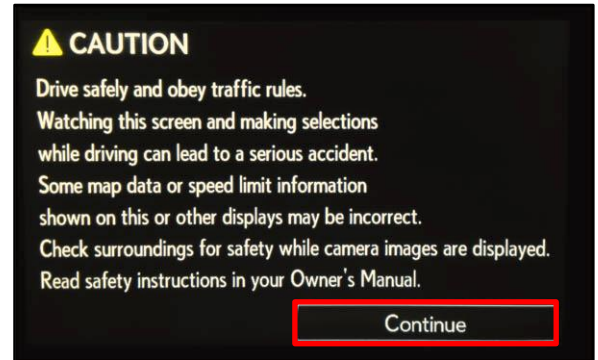 CAUTION
Drive safely and obey traffic rules.
Watching this screen and making selections
while driving can lead to a serious accident.
Some map data or speed limit information
shown on this or other displays may be incorrect.
Check surroundings for safety while camera images are displayed.
Read safety instructions in your Owner's Manual.
Continue